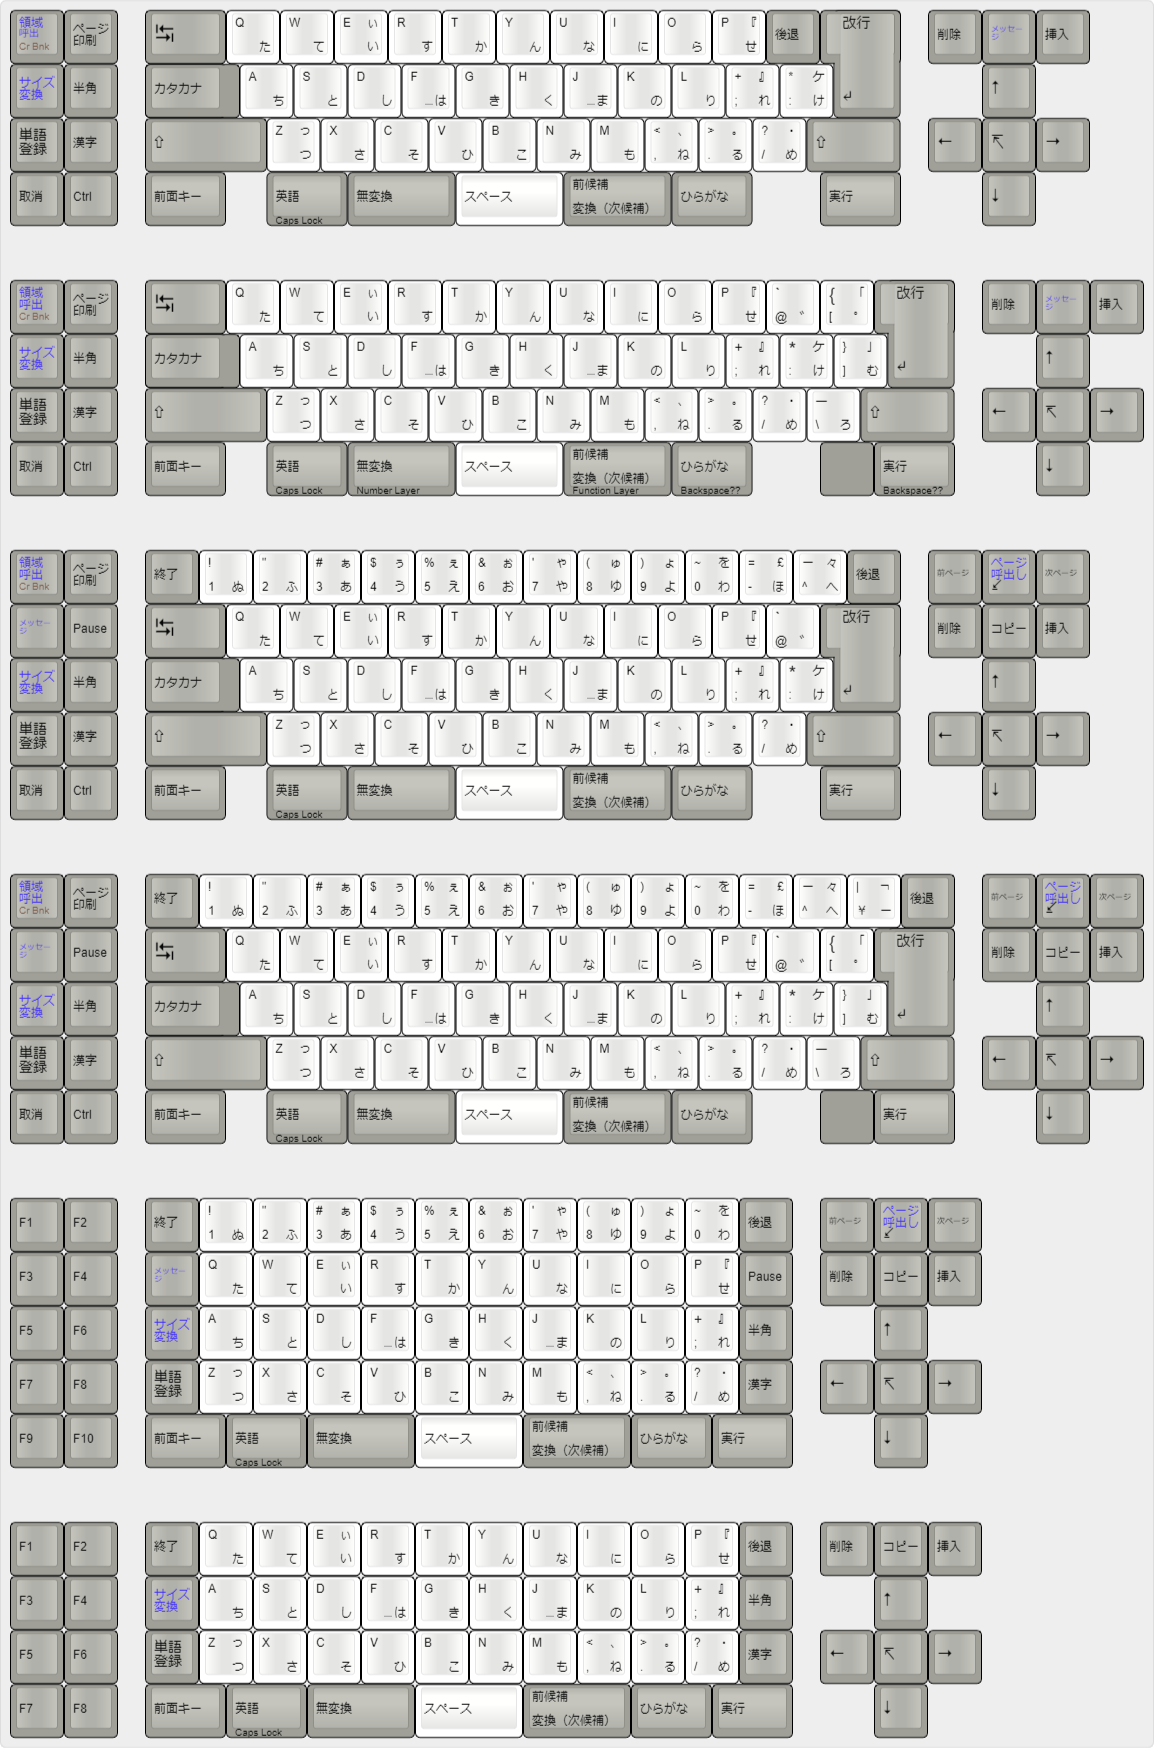 領域呼出 Cr Bnk ページ印刷 ⇤⇥ Q た W て E ぃ い R す T か Y ん U な I に O ら P 『 せ 後退 改行 ↵ 削除 メッセージ 挿入
サイズ変換 半角 カタカナ A ち S と D し F はー G き H く J まー K の L り + 』 ; れ * ケ : け ↑
単語登録 漢字 ⇧ Z っ つ X さ C そ V ひ B こ N み M も < 、 , ね > 。 . る ? ・ / め ⇧ ← ↸ →
取消 Ctrl 前面キー 英語 Caps Lock 無変換 スペース 前候補 変換（次候補） ひらがな 実行 ↓
領域呼出 Cr Bnk ページ印刷 ⇤⇥ Q た W て E ぃ い R す T か Y ん U な I に O ら P 『 せ ` @ ゛ { 「 [ ゜ 改行 ↵ 削除 メッセージ 挿入
サイズ変換 半角 カタカナ A ち S と D し F _は G き H く J _ま K の L り + 』 ; れ * ケ : け } 」 ] む ↑
単語登録 漢字 ⇧ Z っ つ X さ C そ V ひ B こ N み M も < 、 , ね > 。 . る ? ・ / め ー \ ろ ⇧ ← ↸ →
取消 Ctrl 前面キー 英語 Caps Lock 無変換 Number Layer スペース 前候補 変換（次候補） Function Layer ひらがな Backspace?? 実行 Backspace?? ↓
領域呼出 Cr Bnk ページ印刷 終了 ! 1 ぬ " 2 ふ # ぁ 3 あ $ ぅ 4 う % ぇ 5 え & ぉ 6 お ' ゃ 7 や ( ゅ 8 ゆ ) ょ 9 よ ~ を 0 わ = £ - ほ ー 々 ^ へ 後退 前ページ ページ呼出し ↙ 次ページ
メッセージ Pause ⇤⇥ Q た W て E ぃ い R す T か Y ん U な I に O ら P 『 せ ` @ ゛ 改行 ↵ 削除 コピー 挿入
サイズ変換 半角 カタカナ A ち S と D し F _は G き H く J _ま K の L り + 』 ; れ * ケ : け ↑
単語登録 漢字 ⇧ Z っ つ X さ C そ V ひ B こ N み M も < 、 , ね > 。 . る ? ・ / め ⇧ ← ↸ →
取消 Ctrl 前面キー 英語 Caps Lock 無変換 スペース 前候補 変換（次候補） ひらがな 実行 ↓
領域呼出 Cr Bnk ページ印刷 終了 ! 1 ぬ " 2 ふ # ぁ 3 あ $ ぅ 4 う % ぇ 5 え & ぉ 6 お ' ゃ 7 や ( ゅ 8 ゆ ) ょ 9 よ ~ を 0 わ = £ - ほ ー 々 ^ へ | ¬ ¥ ー 後退 前ページ ページ呼出し ↙ 次ページ
メッセージ Pause ⇤⇥ Q た W て E ぃ い R す T か Y ん U な I に O ら P 『 せ ` @ ゛ { 「 [ ゜ 改行 ↵ 削除 コピー 挿入
サイズ変換 半角 カタカナ A ち S と D し F _は G き H く J _ま K の L り + 』 ; れ * ケ : け } 」 ] む ↑
単語登録 漢字 ⇧ Z っ つ X さ C そ V ひ B こ N み M も < 、 , ね > 。 . る ? ・ / め ー \ ろ ⇧ ← ↸ →
取消 Ctrl 前面キー 英語 Caps Lock 無変換 スペース 前候補 変換（次候補） ひらがな 実行 ↓
F1 F2 終了 ! 1 ぬ " 2 ふ # ぁ 3 あ $ ぅ 4 う % ぇ 5 え & ぉ 6 お ' ゃ 7 や ( ゅ 8 ゆ ) ょ 9 よ ~ を 0 わ 後退 前ページ ページ呼出し ↙ 次ページ
F3 F4 メッセージ Q た W て E ぃ い R す T か Y ん U な I に O ら P 『 せ Pause 削除 コピー 挿入
F5 F6 サイズ変換 A ち S と D し F _は G き H く J _ま K の L り + 』 ; れ 半角 ↑
F7 F8 単語登録 Z っ つ X さ C そ V ひ B こ N み M も < 、 , ね > 。 . る ? ・ / め 漢字 ← ↸ →
F9 F10 前面キー 英語 Caps Lock 無変換 スペース 前候補 変換（次候補） ひらがな 実行 ↓
F1 F2 終了 Q た W て E ぃ い R す T か Y ん U な I に O ら P 『 せ 後退 削除 コピー 挿入
F3 F4 サイズ変換 A ち S と D し F _は G き H く J _ま K の L り + 』 ; れ 半角 ↑
F5 F6 単語登録 Z っ つ X さ C そ V ひ B こ N み M も < 、 , ね > 。 . る ? ・ / め 漢字 ← ↸ →
F7 F8 前面キー 英語 Caps Lock 無変換 スペース 前候補 変換（次候補） ひらがな 実行 ↓